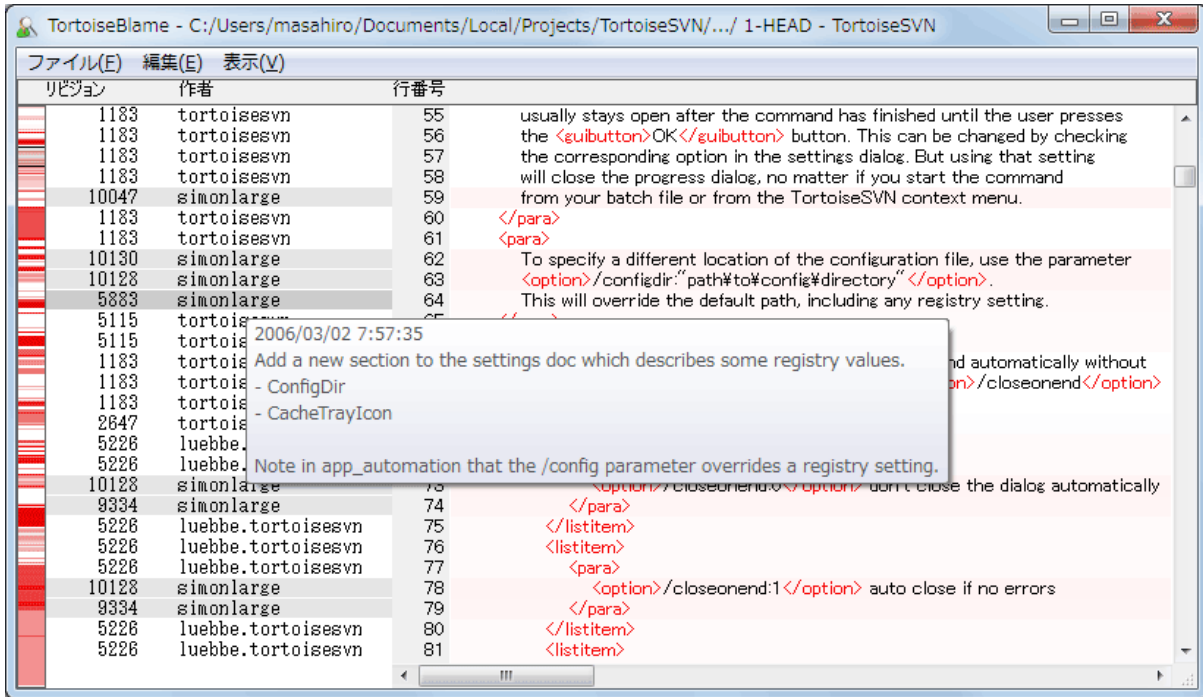 TortoiseBlame - C:/Users/masahiro/Documents/Local/Projects/TortoiseSVN/.../ 1-HEAD - TortoiseSVN
ファイル(F) 編集(E) 表示(V)
リビジョン 作者 行番号
1183 tortoisesvn 55 usually stays open after the command has finished until the user presses
1183 tortoisesvn 56 the <guibutton>OK</guibutton> button. This can be changed by checking
1183 tortoisesvn 57 the corresponding option in the settings dialog. But using that setting
1183 tortoisesvn 58 will close the progress dialog, no matter if you start the command
10047 simonlarge 59 from your batch file or from the TortoiseSVN context menu.
1183 tortoisesvn 60 </para>
1183 tortoisesvn 61 <para>
10130 simonlarge 62 To specify a different location of the configuration file, use the parameter
10128 simonlarge 63 <option>/configdir:"path¥to¥config¥directory"</option>.
5883 simonlarge 64 This will override the default path, including any registry setting.
5115
5115
1183 nd automatically without
1183 /closeonend</option>
1183
2647
5226 luebbe.
5226 luebbe.
2006/03/02 7:57:35
Add a new section to the settings doc which describes some registry values.
- ConfigDir
- CacheTrayIcon
Note in app_automation that the /config parameter overrides a registry setting.
10128 simonlarge 73 <option>/closeonend:0</option> don't close the dialog automatically
9334 simonlarge 74 </para>
5226 luebbe.tortoisesvn 75 </listitem>
5226 luebbe.tortoisesvn 76 <listitem>
5226 luebbe.tortoisesvn 77 <para>
10128 simonlarge 78 <option>/closeonend:1</option> auto close if no errors
9334 simonlarge 79 </para>
5226 luebbe.tortoisesvn 80 </listitem>
5226 luebbe.tortoisesvn 81 <listitem>